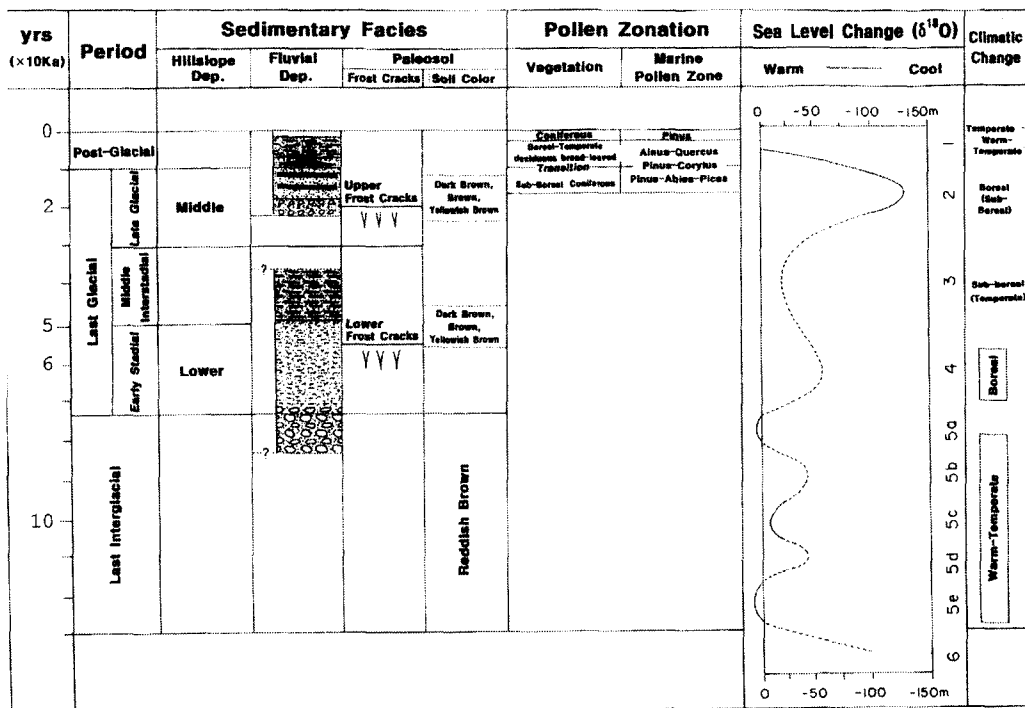 yrs
(×10Ka)
Period
Sedimentary Facies
Hillslope
Dep.
Fluvial
Dep.
Paleosol
Frost Cracks
Soil Color
Pollen Zonation
Vegetation
Marine
Pollen Zone
Sea Level Change (δ¹⁸O)
Warm
Cool
Climatic
Change
0 -50 -100 -150m
0
2
5
6
10
Post-Glacial
Last Glacial
Late Glacial
Middle
Interstadial
Early Stadial
Last Interglacial
Middle
Lower
?
?
Upper
Frost Cracks
Lower
Frost Cracks
Dark Brown,
Brown,
Yellowish Brown
Dark Brown,
Brown,
Yellowish Brown
Reddish Brown
Coniferous
Boreal-Temperate
deciduous broad-leaved
Transition
Sub-Boreal Coniferous
Pinus
Alnus-Quercus
Pinus-Corylus
Pinus-Abies-Picea
1
2
3
4
5a
5b
5c
5d
5e
6
Temperate -
Warm-
Temperate
Boreal
(Sub-
Boreal)
Sub-boreal
(Temperate)
Boreal
Warm-Temperate
0 -50 -100 -150m